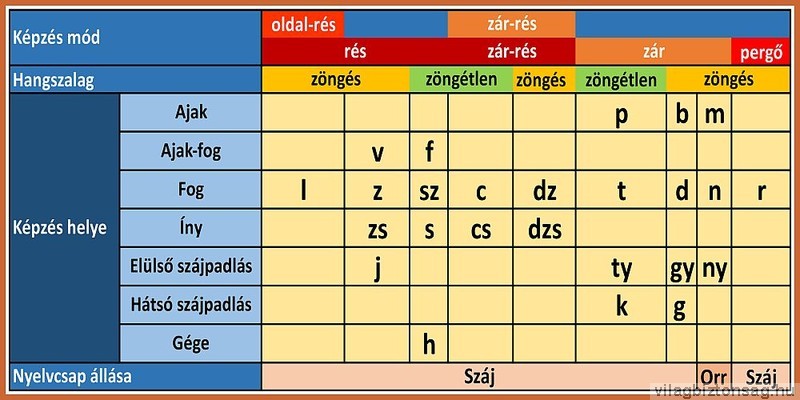 oldal-rés zár-rés
Képzés mód
rés zár-rés zár pergő
Hangszalag zöngés zöngétlen zöngés zöngétlen zöngés
Ajak p b m
Ajak-fog v f
Fog l z sz c dz t d n r
Képzés helye Íny zs s cs dzs
Elülső szájpadlás j ty gy ny
Hátsó szájpadlás k g
Gége h
Nyelvcsap állása Száj Orr Száj
vilagbiztonsag.hu